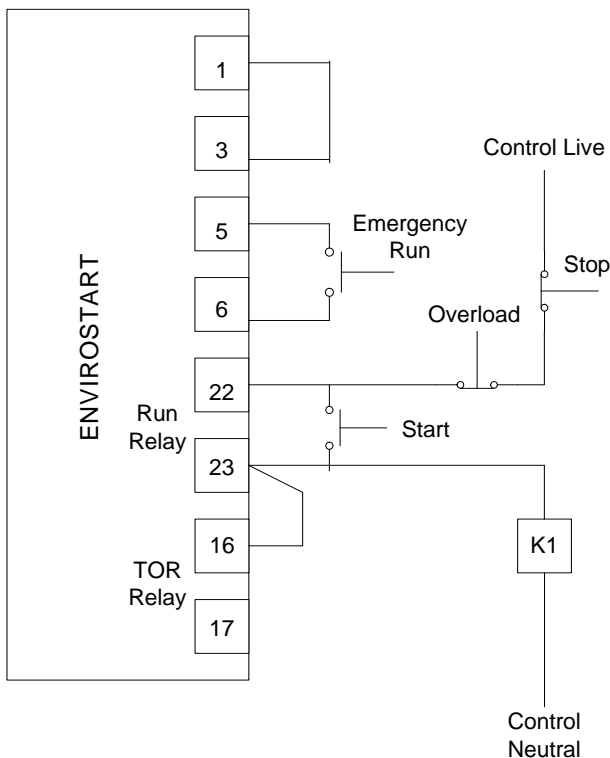 ENVIROSTART
1
3
5
6
22
Run
Relay
23
16
TOR
Relay
17
Emergency
Run
Control Live
Stop
Overload
Start
K1
Control
Neutral